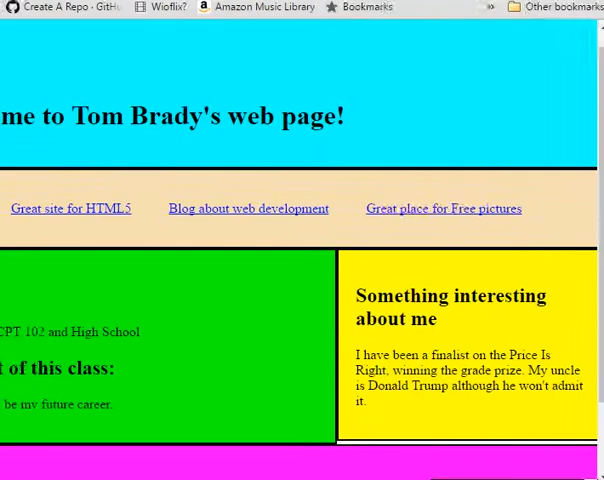 Create A Repo · GitHu Wioflix? Amazon Music Library Bookmarks » Other bookmarks
me to Tom Brady's web page!
Great site for HTML5 Blog about web development Great place for Free pictures
Something interesting
about me
CPT 102 and High School
I have been a finalist on the Price Is
t of this class:
Right, winning the grade prize. My uncle
is Donald Trump although he won't admit
it.
be my future career.